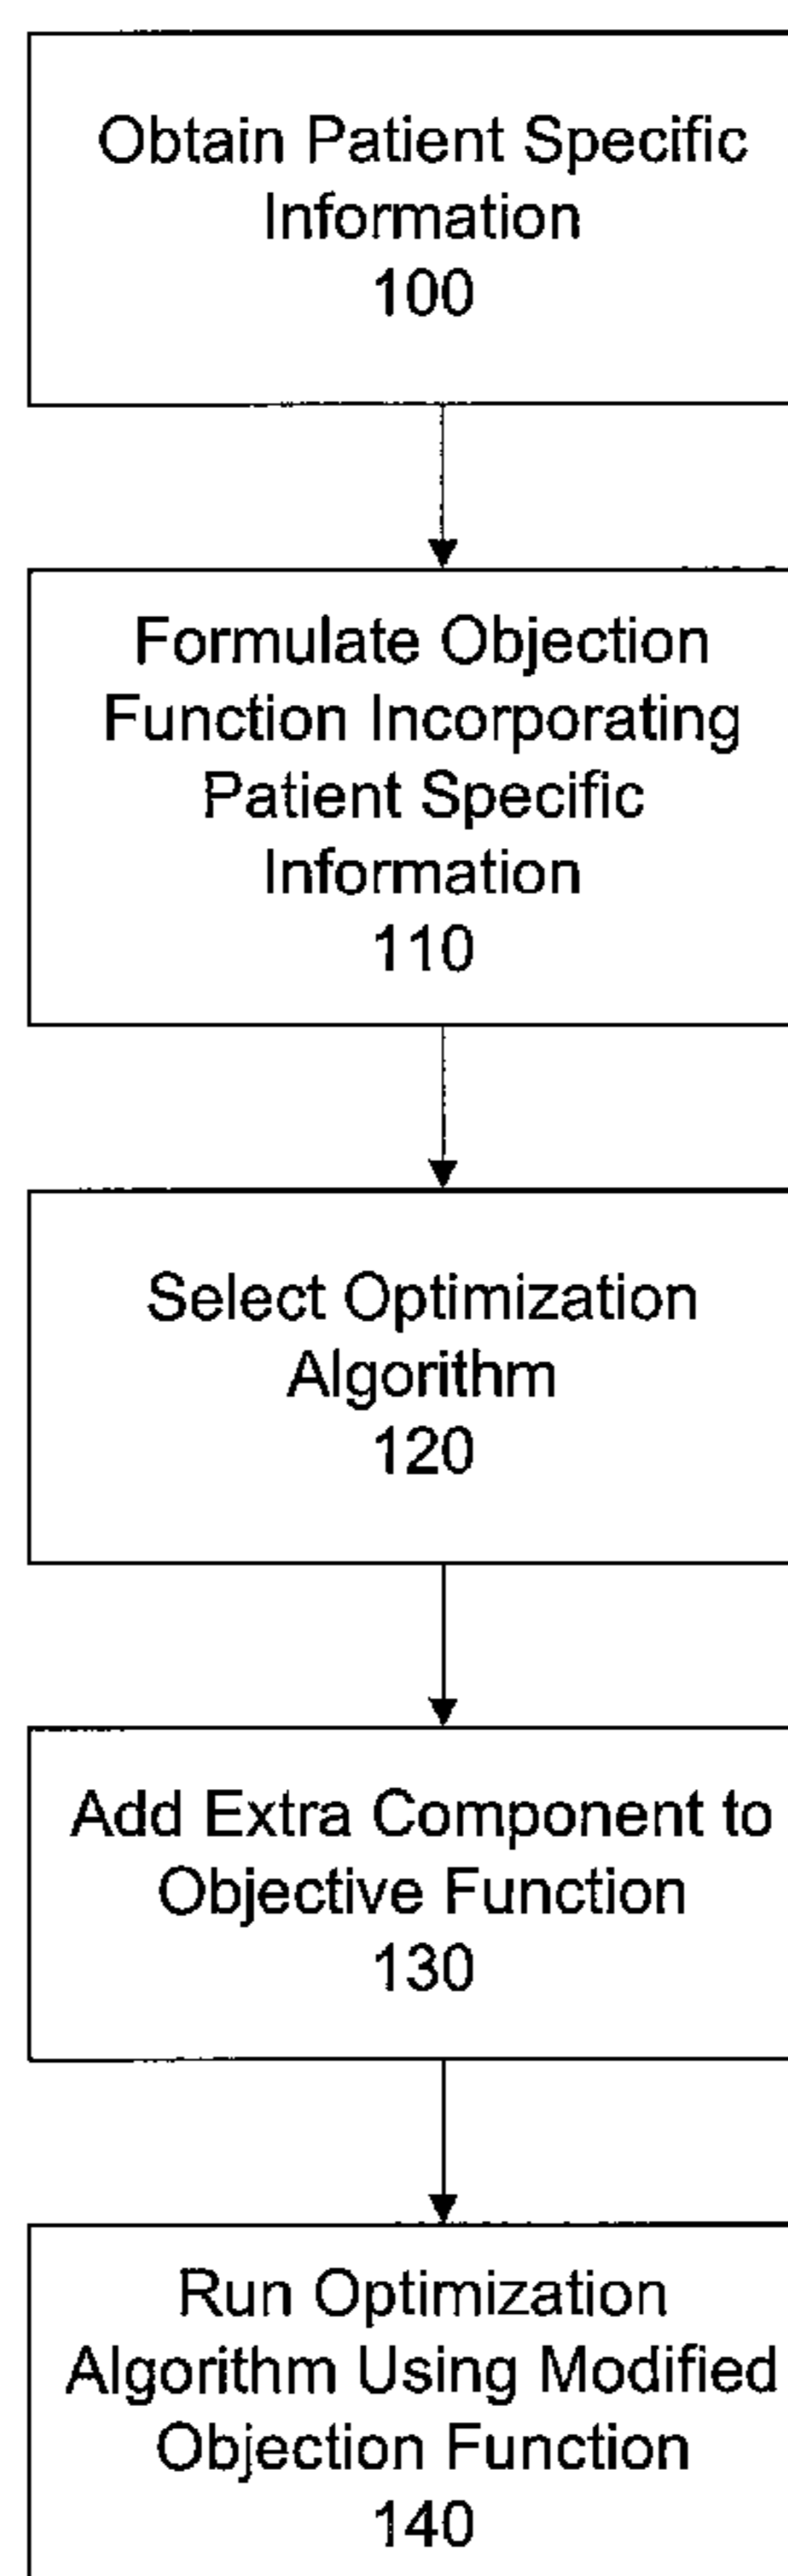 Obtain Patient Specific
Information
100
Formulate Objection
Function Incorporating
Patient Specific
Information
110
Select Optimization
Algorithm
120
Add Extra Component to
Objective Function
130
Run Optimization
Algorithm Using Modified
Objection Function
140